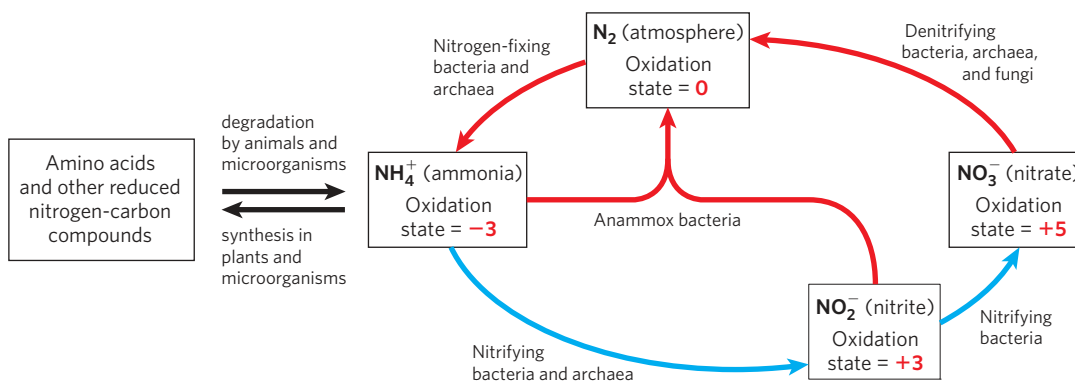 N₂ (atmosphere)
Oxidation
state = 0
Nitrogen-fixing
bacteria and
archaea
Denitrifying
bacteria, archaea,
and fungi
Amino acids
and other reduced
nitrogen-carbon
compounds
degradation
by animals and
microorganisms
synthesis in
plants and
microorganisms
NH₄⁺ (ammonia)
Oxidation
state = −3
Anammox bacteria
NO₃⁻ (nitrate)
Oxidation
state = +5
NO₂⁻ (nitrite)
Oxidation
state = +3
Nitrifying
bacteria and archaea
Nitrifying
bacteria